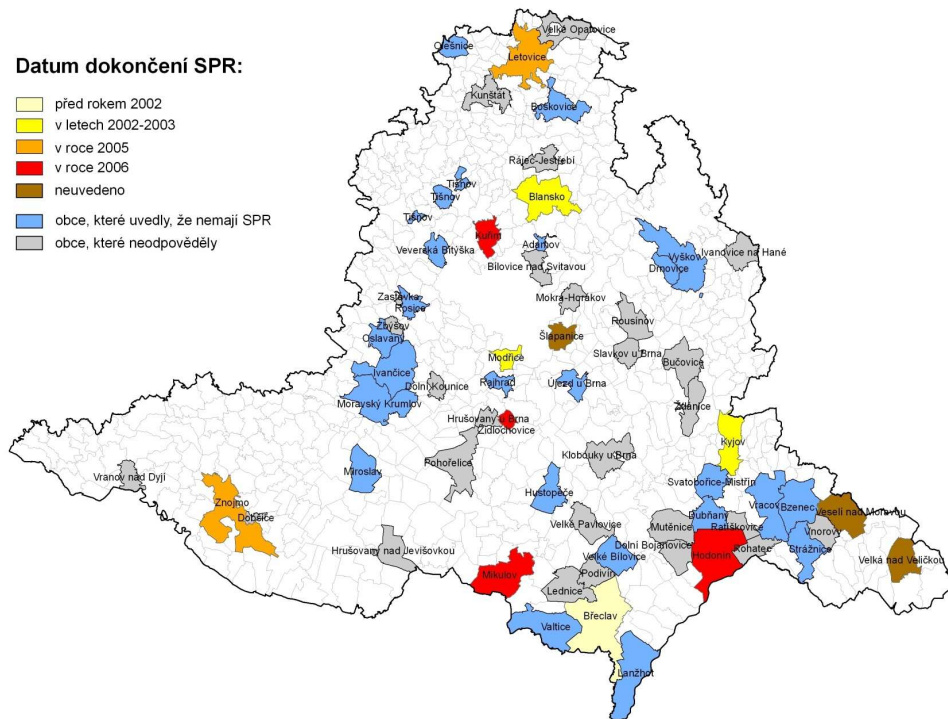 Datum dokončení SPR:
před rokem 2002
v letech 2002-2003
v roce 2005
v roce 2006
neuvedeno
obce, které uvedly, že nemají SPR
obce, které neodpověděly
Velké Opatovice
Olešnice
Letovice
Kunštát
Boskovice
Rájec-Jestřebí
Tišnov
Tišnov
Blansko
Tišnov
Kuřim
Adamov
Veverská Bítýška
Bílovice nad Svitavou
Vyškov
Ivanovice na Hané
Drnovice
Zastávka
Rosice
Mokrá-Horákov
Zbýšov
Oslavany
Rousínov
Šlapanice
Slavkov u Brna
Modřice
Bučovice
Ivančice
Rajhrad
Újezd u Brna
Dolní Kounice
Moravský Krumlov
Ždánice
Hrušovany u Brna
Židlochovice
Kyjov
Klobouky u Brna
Pohořelice
Miroslav
Vranov nad Dyjí
Svatobořice-Mistřín
Hustopeče
Znojmo
Vracov
Bzenec
Veselí nad Moravou
Dobšice
Velké Pavlovice
Mutěnice
Dubňany
Ratíškovice
Vnorovy
Hrušovany nad Jevišovkou
Velké Bílovice
Dolní Bojanovice
Hodonín
Rohatec
Strážnice
Velká nad Veličkou
Mikulov
Podivín
Lednice
Břeclav
Valtice
Lanžhot